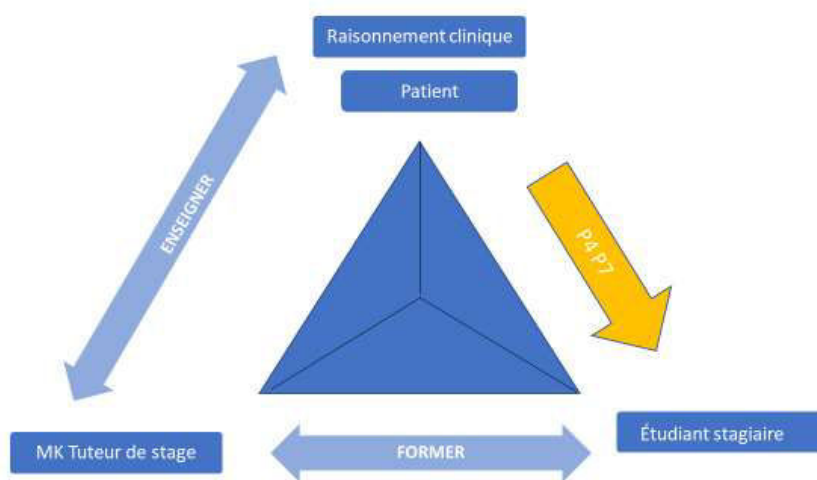 Raisonnement clinique
Patient
ENSEIGNER
P4 P7
MK Tuteur de stage
FORMER
Étudiant stagiaire